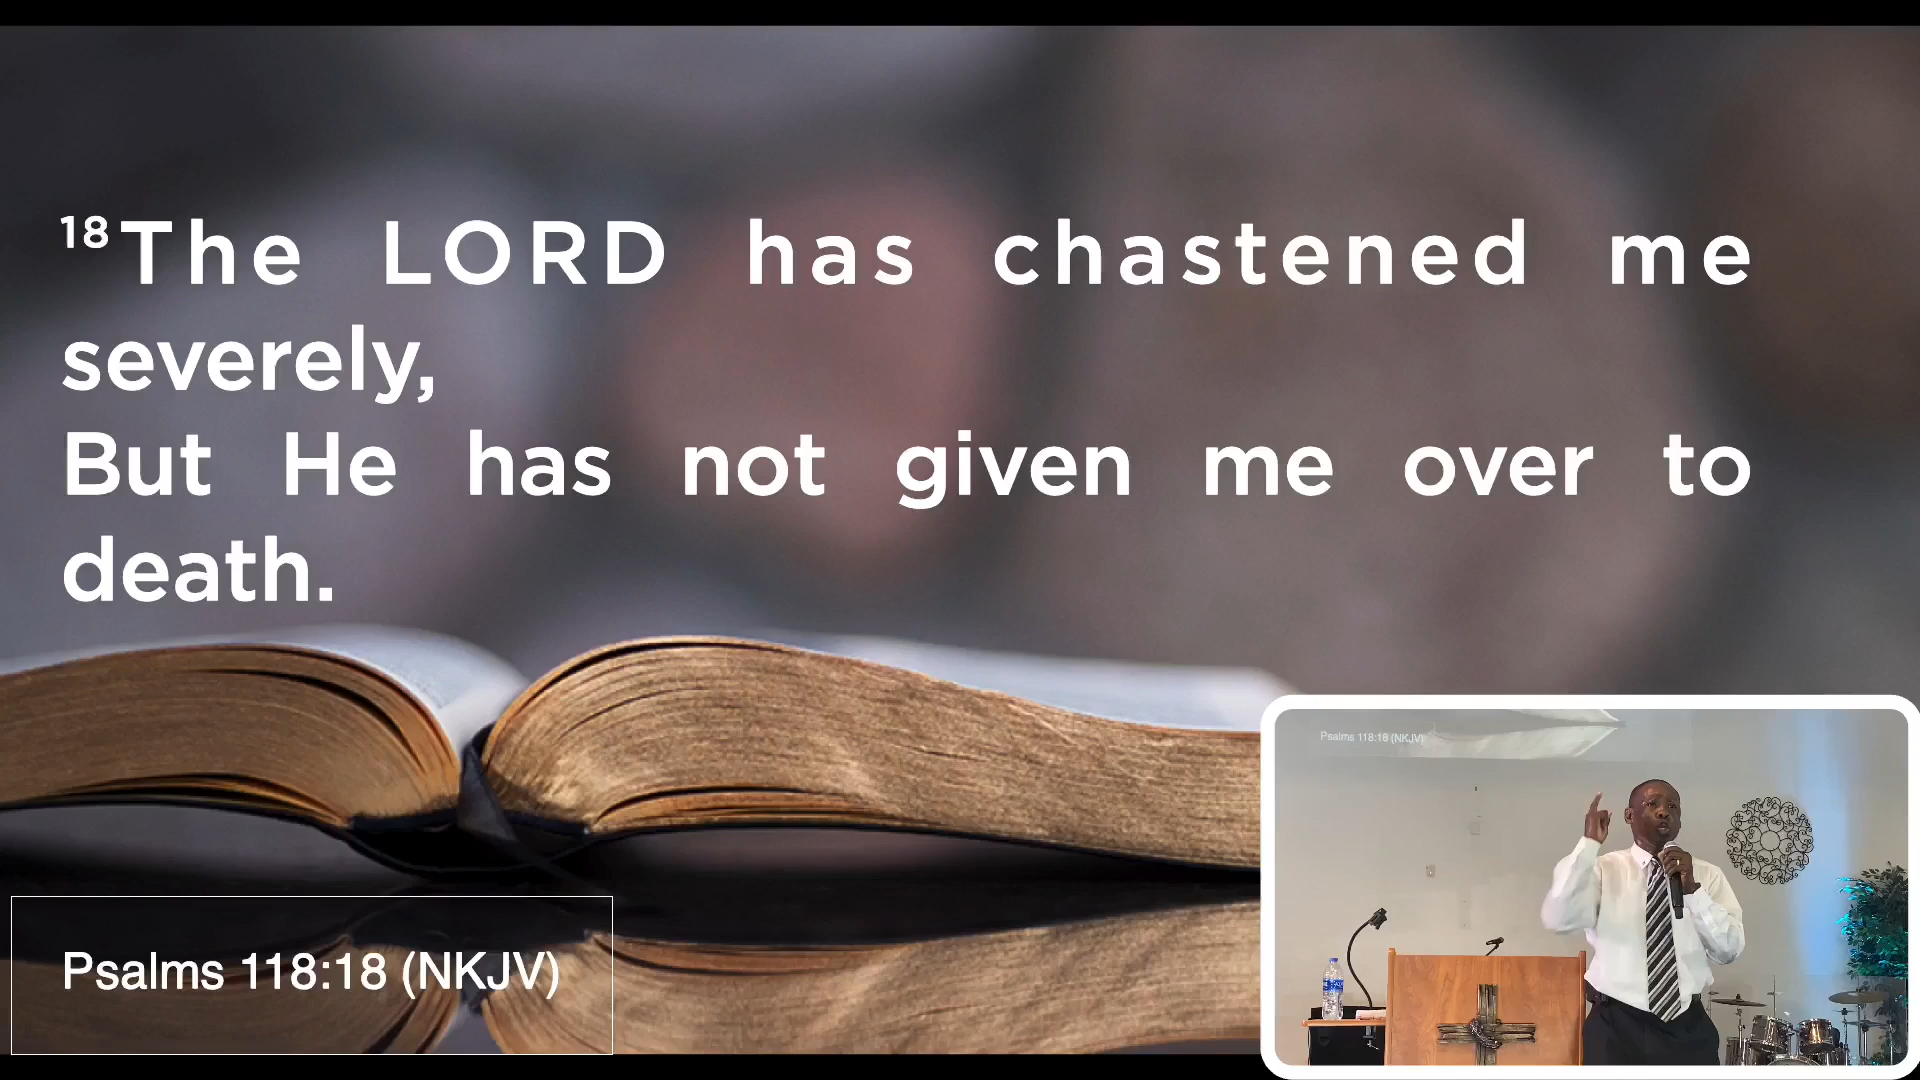 18The LORD has chastened me
severely,
But He has not given me over to
death.
Psalms 118:18 (NKJV)
Psalms 118:18 (NKJV)